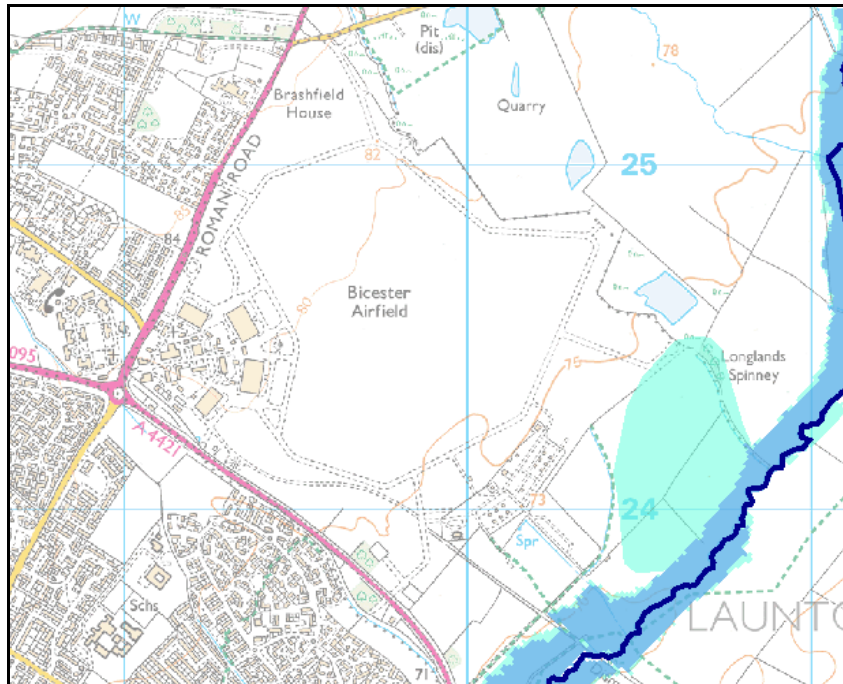 W
Pit
(dis)
78
Brashfield
House
Quarry
82
25
ROMAN ROAD
85
84
80
Bicester
Airfield
75
095
Longlands
Spinney
A 4421
73
24
Spr
Schs
LAUNTO
71